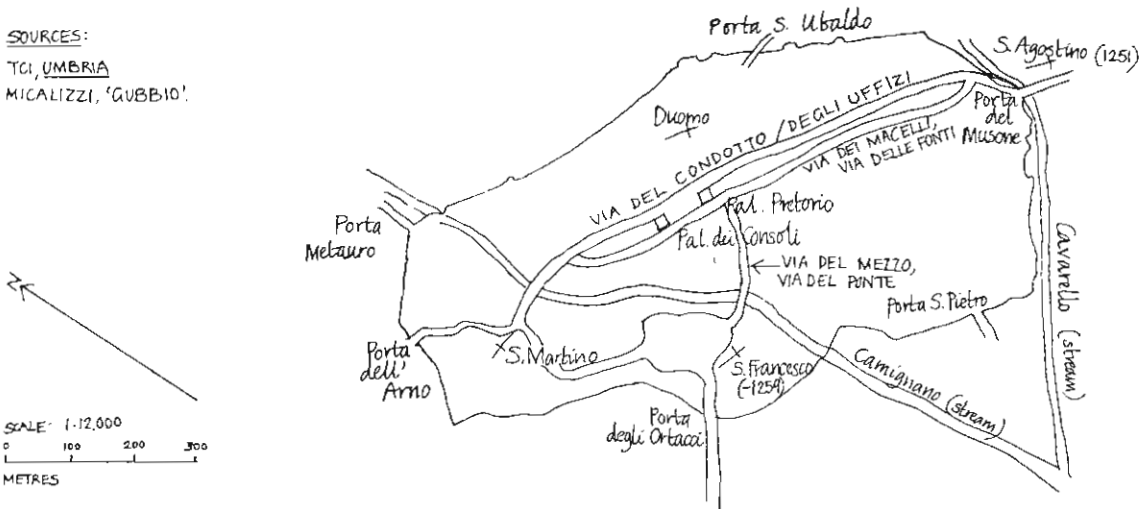 SOURCES:
TCI, UMBRIA
MICALIZZI, 'GUBBIO'.
Porta S. Ubaldo
S. Agostino (1251)
Duomo
VIA DEL CONDOTTO / DEGLI UFFIZI
Porta
del
Musone
VIA DEI MACELLI,
VIA DELLE FONTI
Pal. Pretorio
Pal. dei Consoli
Porta
Metauro
VIA DEL MEZZO,
VIA DEL PONTE
Cavarello (stream)
Porta S. Pietro
N
Porta
dell'
Arno
S. Martino
S. Francesco
(-1259)
Camignano (stream)
Porta
degli Ortacci
SCALE: 1-12,000
0 100 200 300
METRES